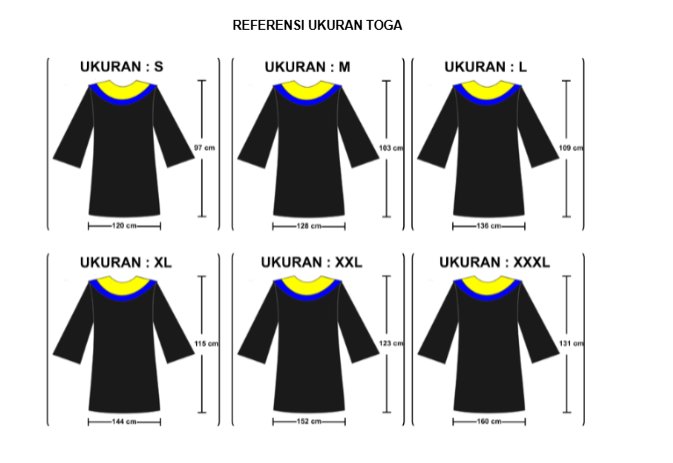 REFERENSI UKURAN TOGA
UKURAN : S
97 cm
120 cm
UKURAN : M
103 cm
128 cm
UKURAN : L
109 cm
136 cm
UKURAN : XL
115 cm
144 cm
UKURAN : XXL
123 cm
152 cm
UKURAN : XXXL
131 cm
160 cm